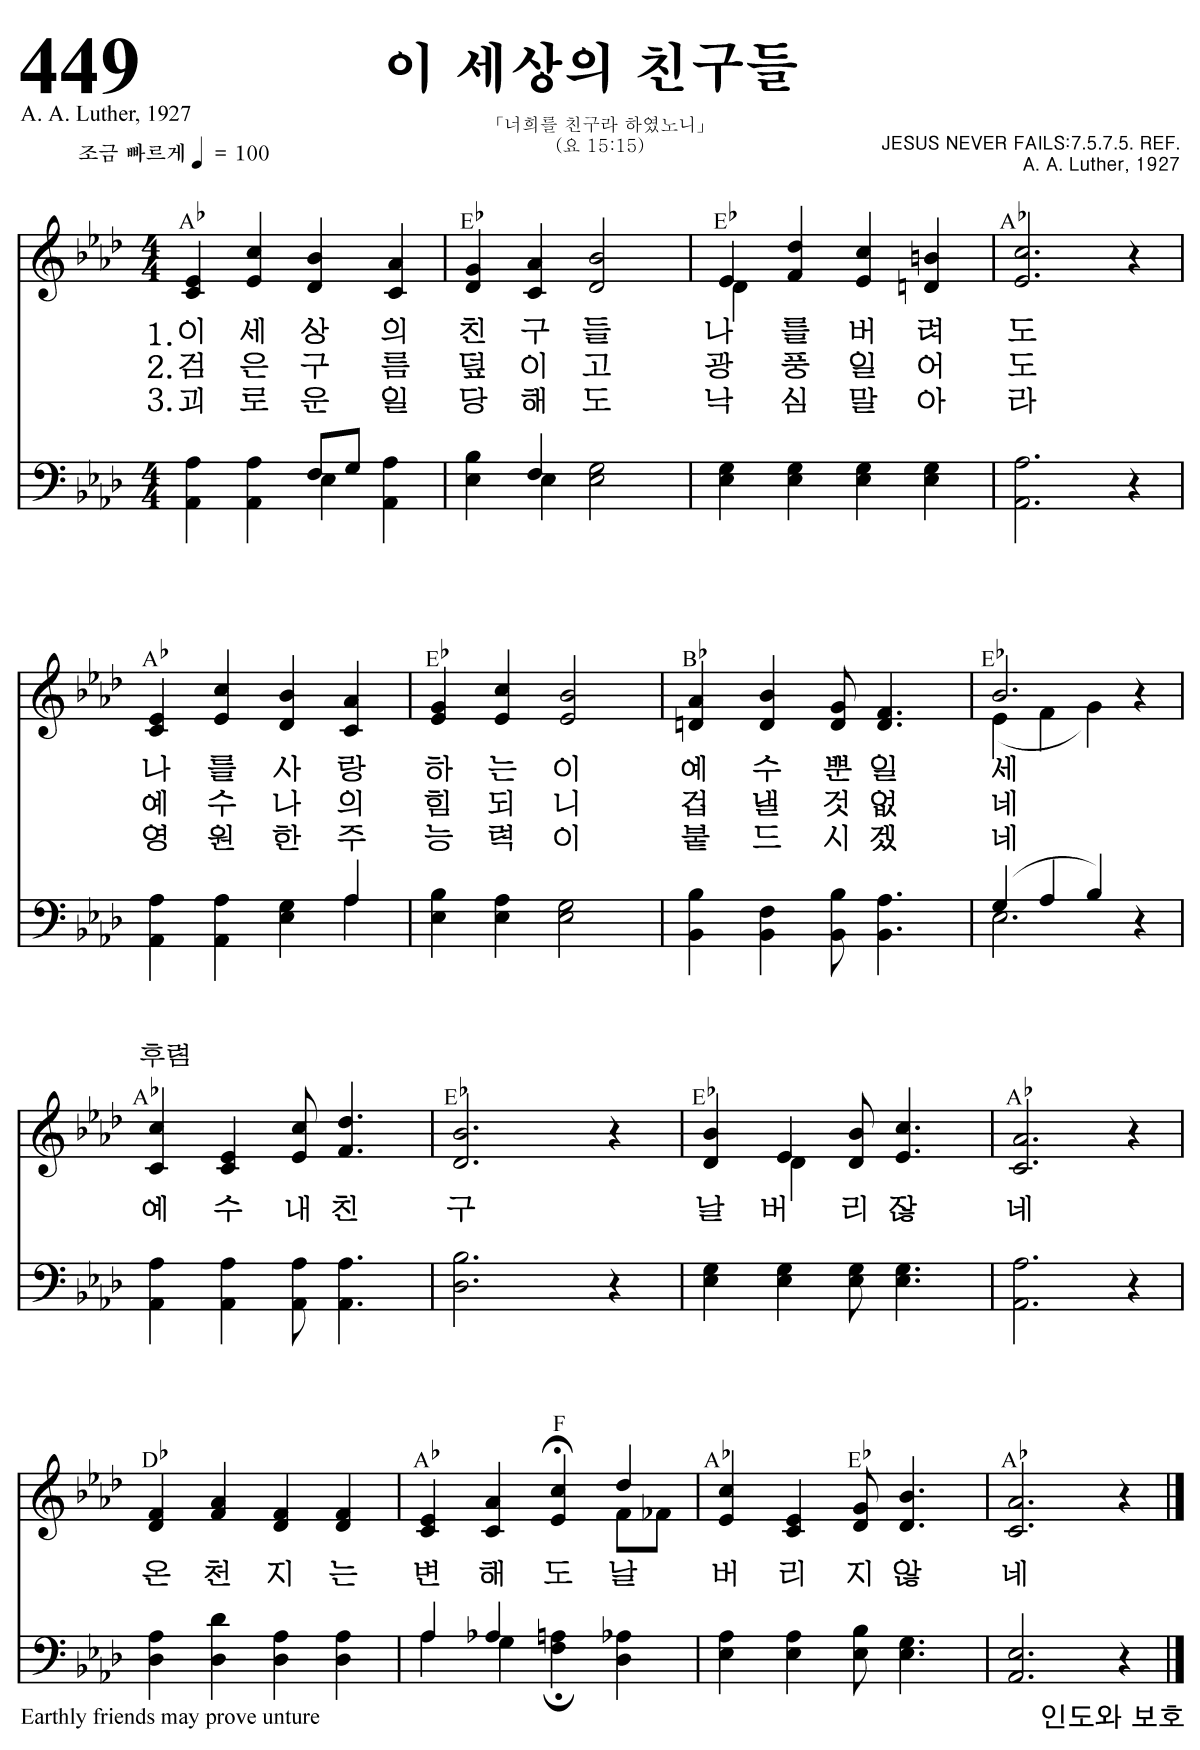 449
이 세상의 친구들
A. A. Luther, 1927
「너희를 친구라 하였노니」
(요 15:15)
조금 빠르게 ♩ = 100
JESUS NEVER FAILS:7.5.7.5. REF.
A. A. Luther, 1927
A♭ E♭ E♭ A♭
1.이 세 상 의 친 구 들 나 를 버 려 도
2.검 은 구 름 덮 이 고 광 풍 일 어 도
3.괴 로 운 일 당 해 도 낙 심 말 아 라
A♭ E♭ B♭ E♭
나 를 사 랑 하 는 이 예 수 뿐 일 세
예 수 나 의 힘 되 니 겁 낼 것 없 네
영 원 한 주 능 력 이 붙 드 시 겠 네
후렴
A♭ E♭ E♭ A♭
예 수 내 친 구 날 버 리 잖 네
D♭ A♭ F A♭ E♭ A♭
온 천 지 는 변 해 도 날 버 리 지 않 네
Earthly friends may prove unture
인도와 보호